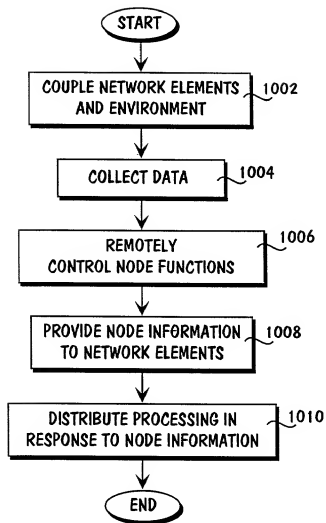 START
COUPLE NETWORK ELEMENTS
AND ENVIRONMENT
1002
COLLECT DATA
1004
REMOTELY
CONTROL NODE FUNCTIONS
1006
PROVIDE NODE INFORMATION
TO NETWORK ELEMENTS
1008
DISTRIBUTE PROCESSING IN
RESPONSE TO NODE INFORMATION
1010
END